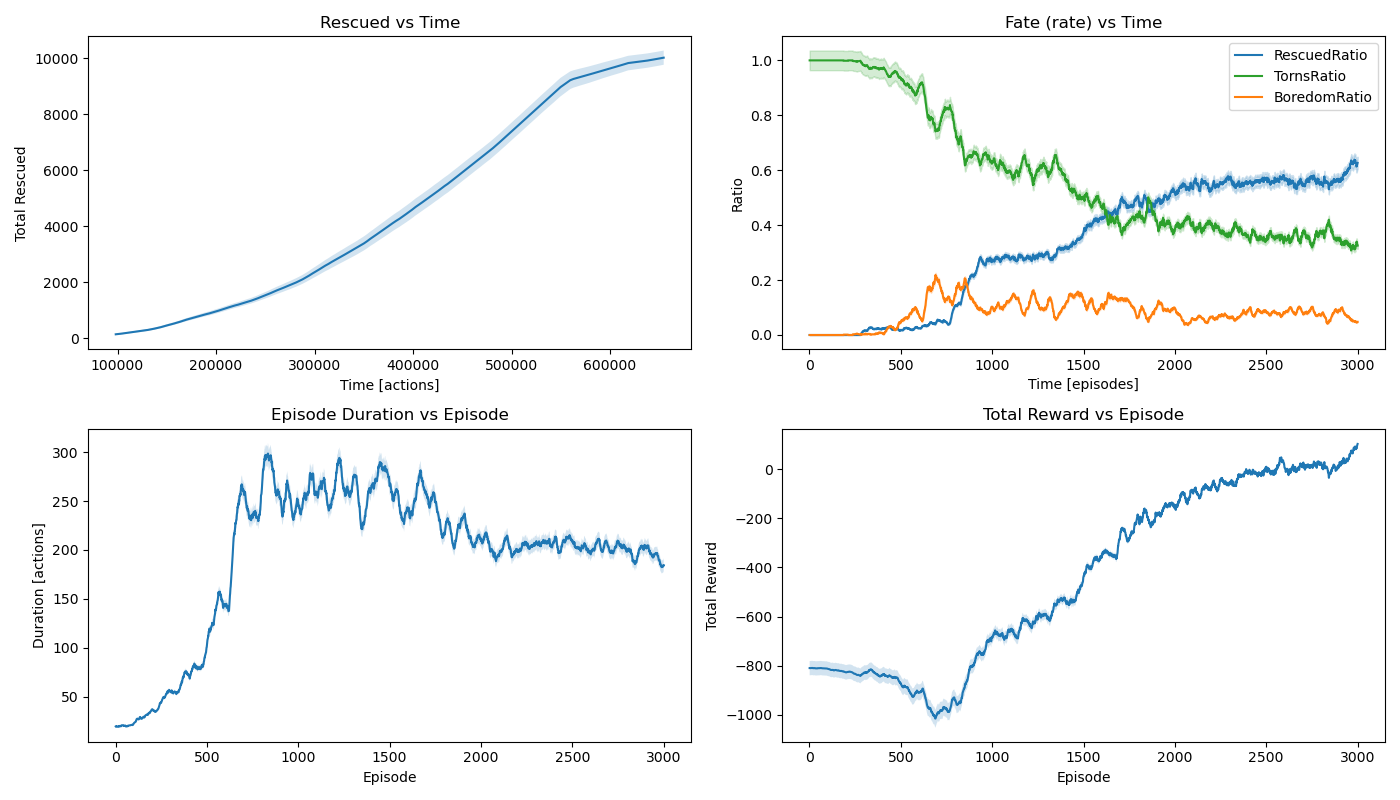 Rescued vs Time
Total Rescued
10000
8000
6000
4000
2000
0
100000 200000 300000 400000 500000 600000
Time [actions]
Fate (rate) vs Time
Ratio
1.0
0.8
0.6
0.4
0.2
0.0
RescuedRatio
TornsRatio
BoredomRatio
0 500 1000 1500 2000 2500 3000
Time [episodes]
Episode Duration vs Episode
Duration [actions]
300
250
200
150
100
50
0 500 1000 1500 2000 2500 3000
Episode
Total Reward vs Episode
Total Reward
0
−200
−400
−600
−800
−1000
0 500 1000 1500 2000 2500 3000
Episode